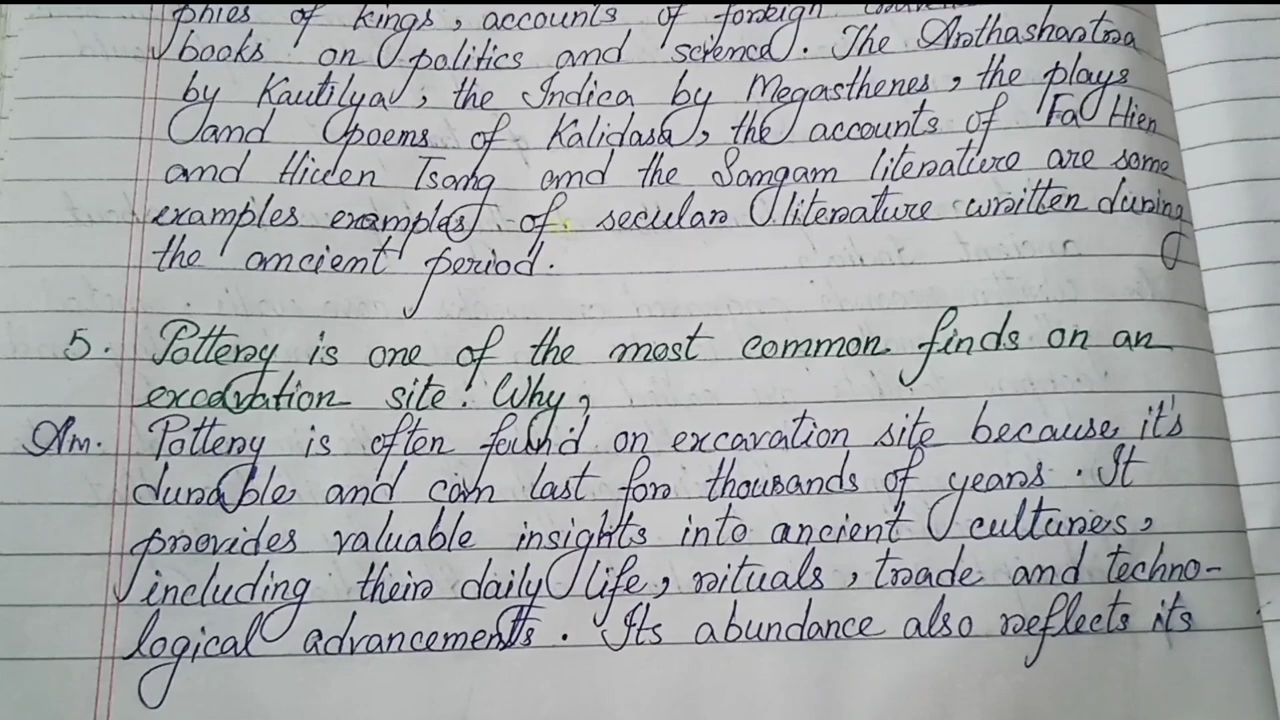 phies of kings, accounts of foreign
books on politics and science). The Arthashastra
by Kautilya, the Indica by Megasthenes, the plays
and poems of Kalidasa, the accounts of Fa Hien
and Hiuen Tsang and the Sangam literature are some
examples examples of secular literature written during
the ancient period.
5. Pottery is one of the most common finds on an
excavation site. Why?
Ans. Pottery is often found on excavation site because it's
durable and can last for thousands of years. It
provides valuable insights into ancient cultures,
including their daily life, rituals, trade and techno-
logical advancements. Its abundance also reflects its